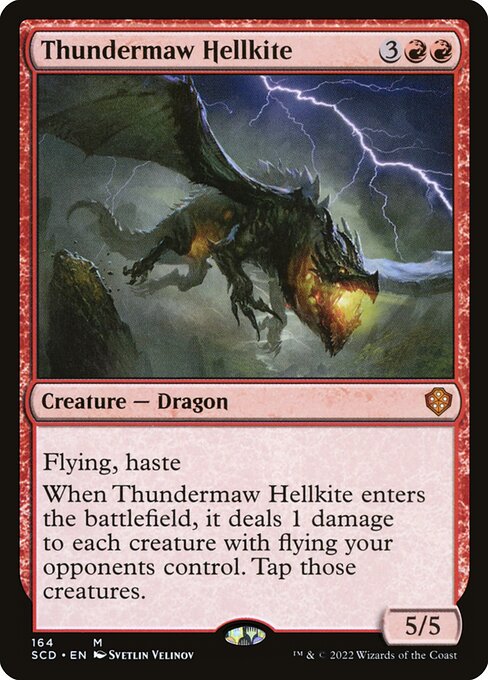 Thundermaw Hellkite 3
Creature — Dragon
Flying, haste
When Thundermaw Hellkite enters
the battlefield, it deals 1 damage
to each creature with flying your
opponents control. Tap those
creatures.
5/5
164 M
SCD • EN Svetlin Velinov
™ & © 2022 Wizards of the Coast